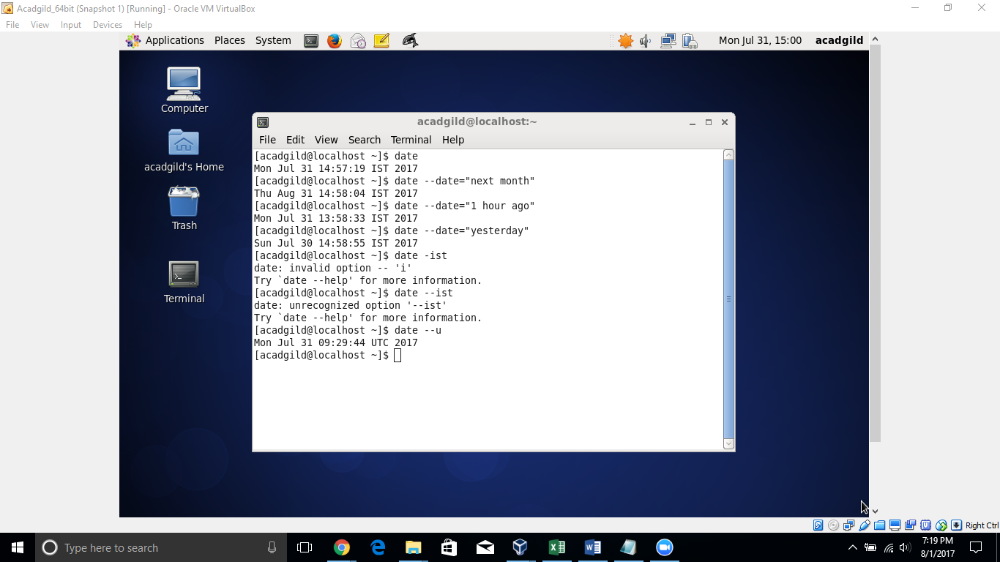 Acadgild_64bit (Snapshot 1) [Running] - Oracle VM VirtualBox
File View Input Devices Help
Applications Places System Mon Jul 31, 15:00 acadgild
Computer
acadgild's Home
Trash
Terminal
acadgild@localhost:~
File Edit View Search Terminal Help
[acadgild@localhost ~]$ date
Mon Jul 31 14:57:19 IST 2017
[acadgild@localhost ~]$ date --date="next month"
Thu Aug 31 14:58:04 IST 2017
[acadgild@localhost ~]$ date --date="1 hour ago"
Mon Jul 31 13:58:33 IST 2017
[acadgild@localhost ~]$ date --date="yesterday"
Sun Jul 30 14:58:55 IST 2017
[acadgild@localhost ~]$ date -ist
date: invalid option -- 'i'
Try `date --help' for more information.
[acadgild@localhost ~]$ date --ist
date: unrecognized option '--ist'
Try `date --help' for more information.
[acadgild@localhost ~]$ date --u
Mon Jul 31 09:29:44 UTC 2017
[acadgild@localhost ~]$
Right Ctrl
Type here to search
7:19 PM
8/1/2017